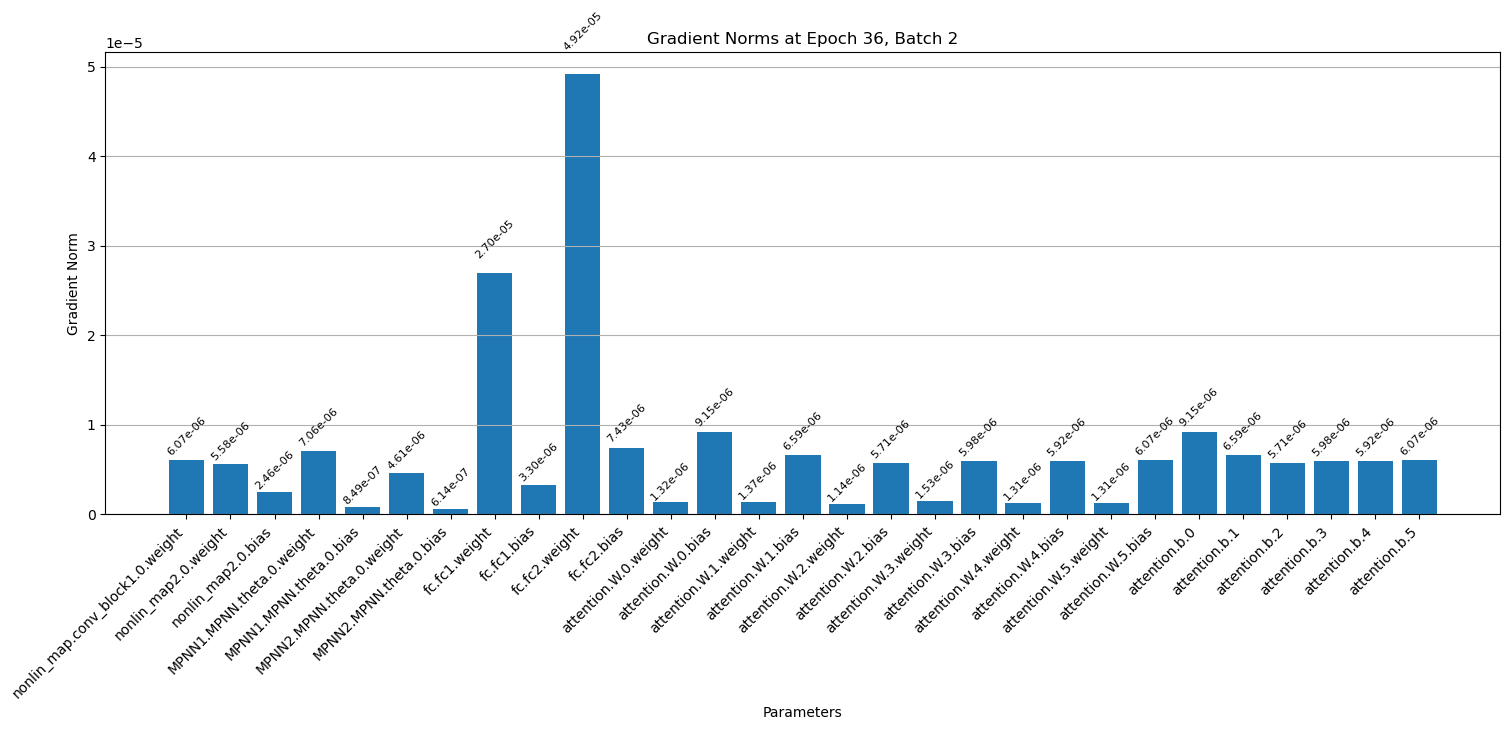 Gradient Norms at Epoch 36, Batch 2
1e−5
5
4
3
2
1
0
Gradient Norm
6.07e-06
5.58e-06
2.46e-06
7.06e-06
8.49e-07
4.61e-06
6.14e-07
2.70e-05
3.30e-06
4.92e-05
7.43e-06
1.32e-06
9.15e-06
1.37e-06
6.59e-06
1.14e-06
5.71e-06
1.53e-06
5.98e-06
1.31e-06
5.92e-06
1.31e-06
6.07e-06
9.15e-06
6.59e-06
5.71e-06
5.98e-06
5.92e-06
6.07e-06
nonlin_map.conv_block1.0.weight
nonlin_map2.0.weight
nonlin_map2.0.bias
MPNN1.MPNN.theta.0.weight
MPNN1.MPNN.theta.0.bias
MPNN2.MPNN.theta.0.weight
MPNN2.MPNN.theta.0.bias
fc.fc1.weight
fc.fc1.bias
fc.fc2.weight
fc.fc2.bias
attention.W.0.weight
attention.W.0.bias
attention.W.1.weight
attention.W.1.bias
attention.W.2.weight
attention.W.2.bias
attention.W.3.weight
attention.W.3.bias
attention.W.4.weight
attention.W.4.bias
attention.W.5.weight
attention.W.5.bias
attention.b.0
attention.b.1
attention.b.2
attention.b.3
attention.b.4
attention.b.5
Parameters